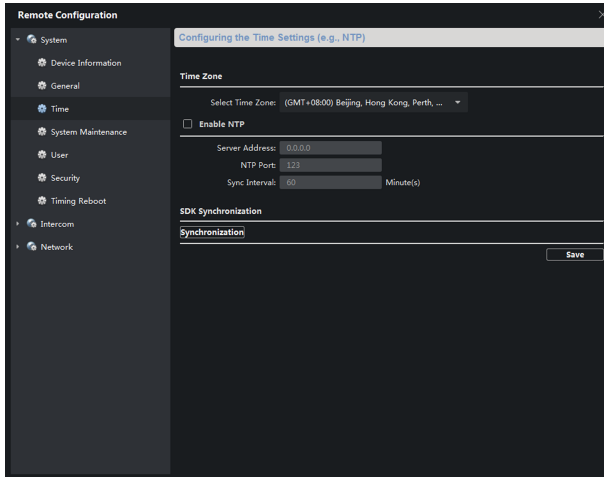 Remote Configuration
System
Device Information
General
Time
System Maintenance
User
Security
Timing Reboot
Intercom
Network
Configuring the Time Settings (e.g., NTP)
Time Zone
Select Time Zone: (GMT+08:00) Beijing, Hong Kong, Perth, ...
Enable NTP
Server Address: 0.0.0.0
NTP Port: 123
Sync Interval: 60 Minute(s)
SDK Synchronization
Synchronization
Save